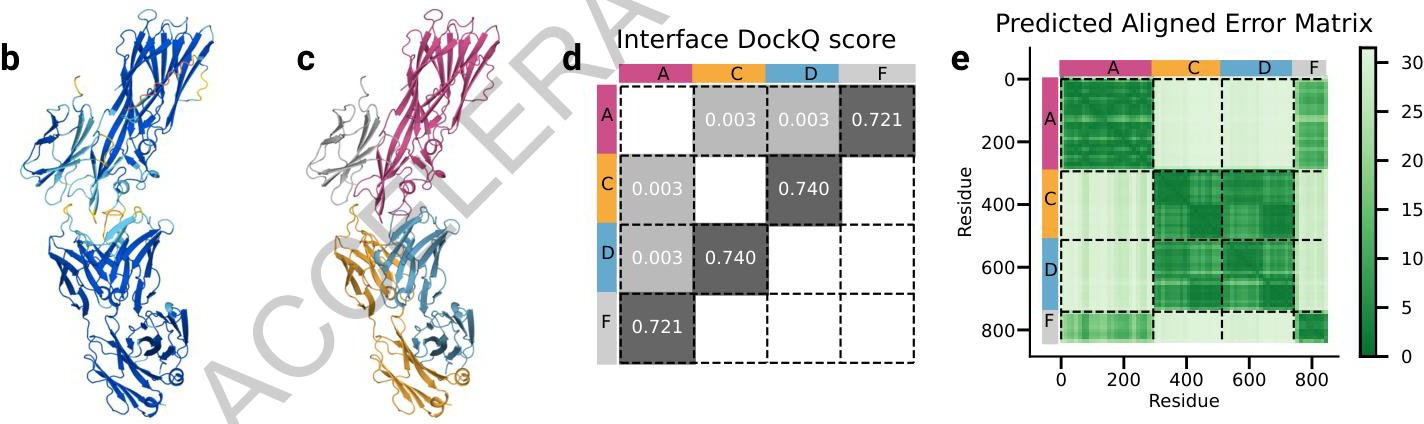 b
c
ACCELERA
d
Interface DockQ score
A C D F
A 0.003 0.003 0.721
C 0.003 0.740
D 0.003 0.740
F 0.721
e
Predicted Aligned Error Matrix
A C D F
A
C
D
F
0
200
400
600
800
Residue
0 200 400 600 800
Residue
30
25
20
15
10
5
0